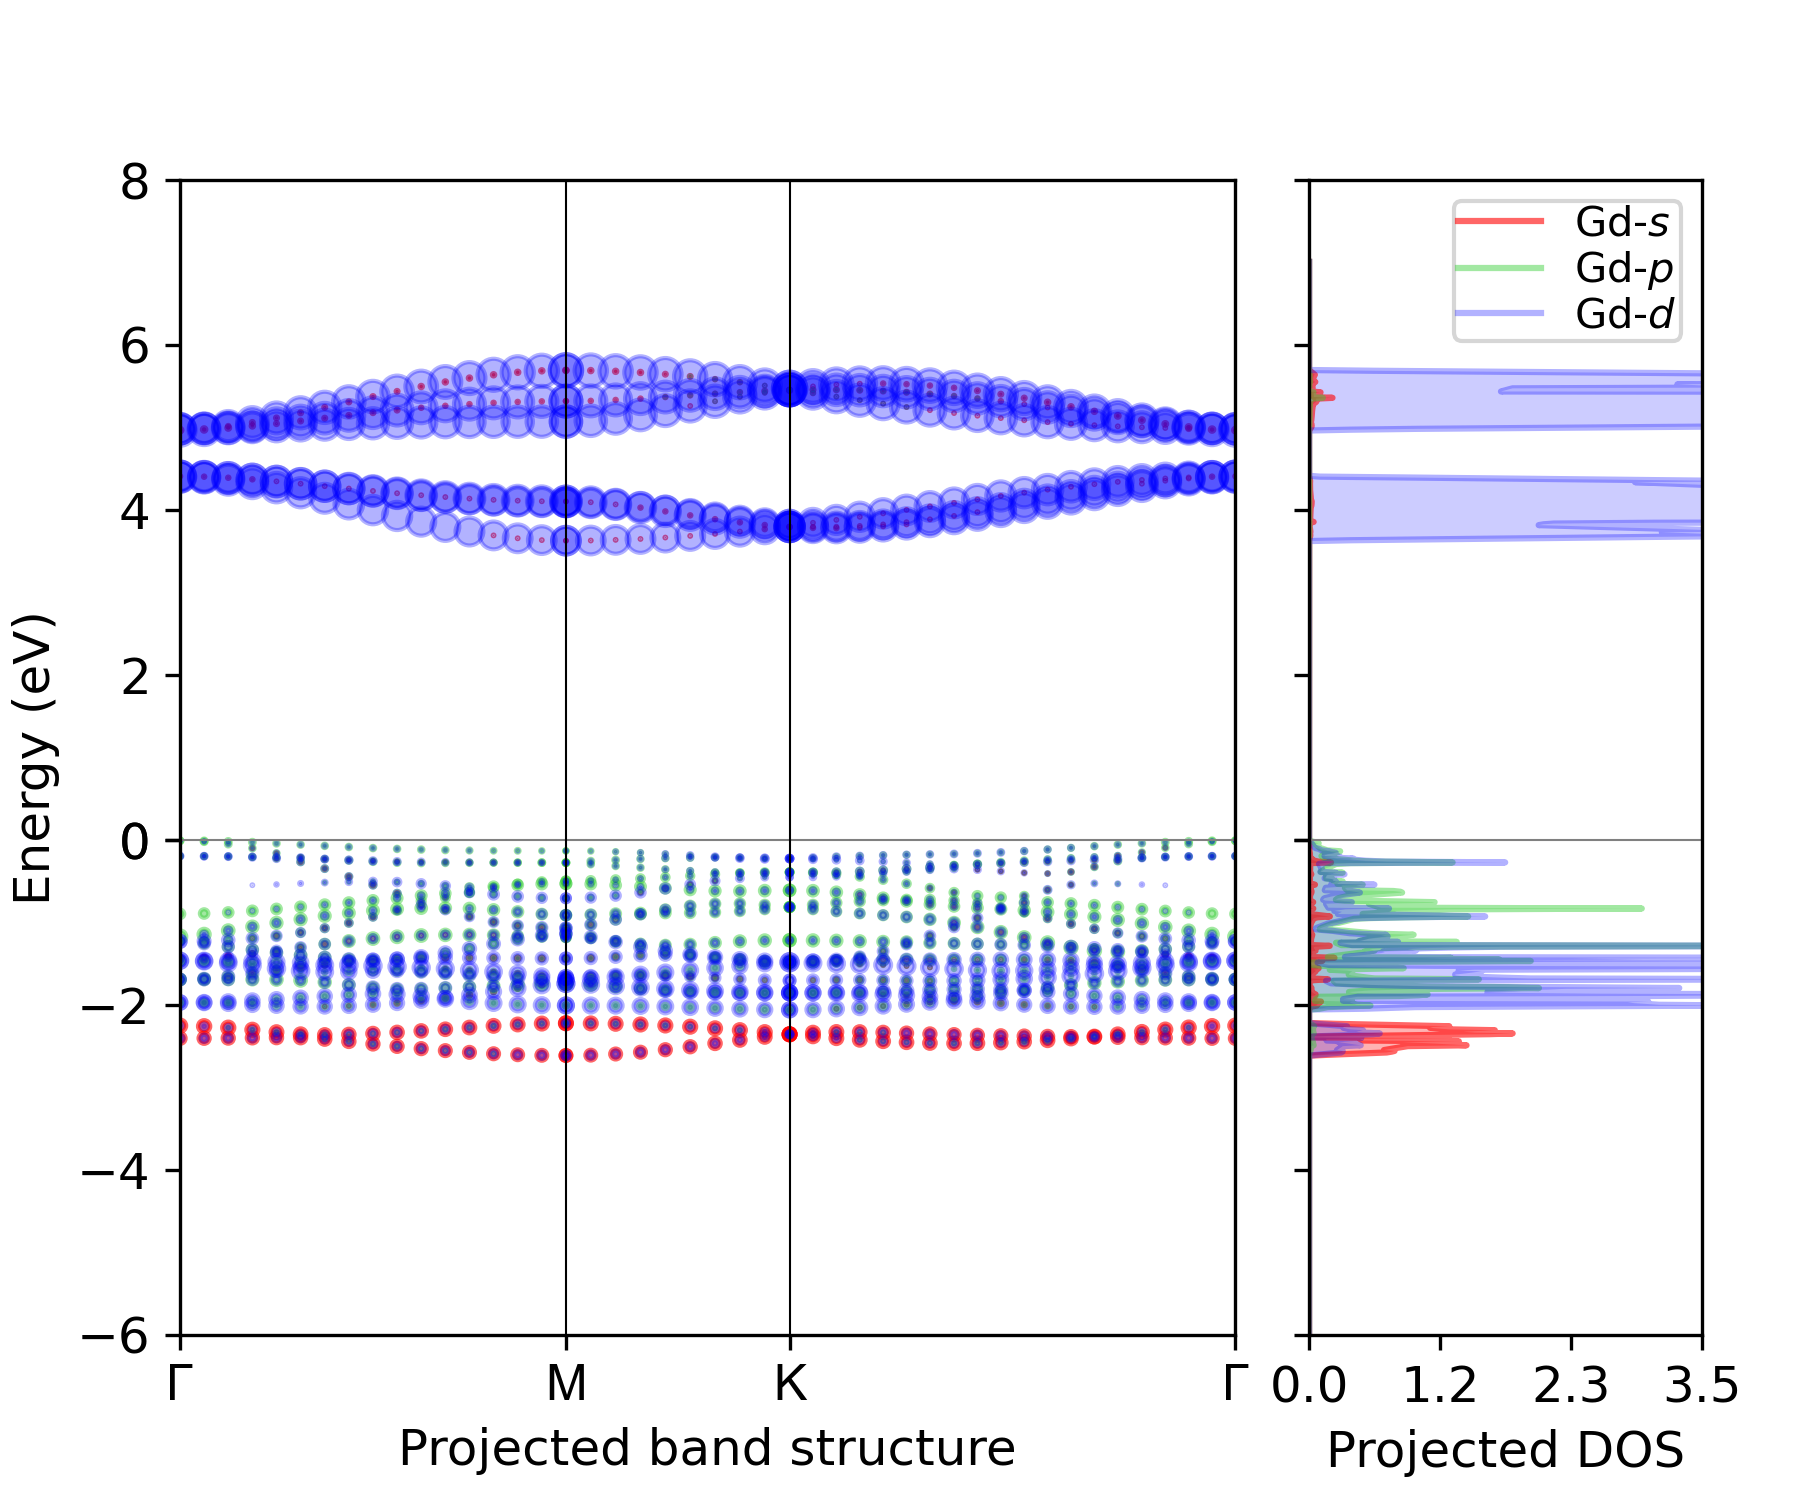 Energy (eV)
8
6
4
2
0
−2
−4
−6
Γ M K Γ
Projected band structure
Gd-s
Gd-p
Gd-d
0.0 1.2 2.3 3.5
Projected DOS